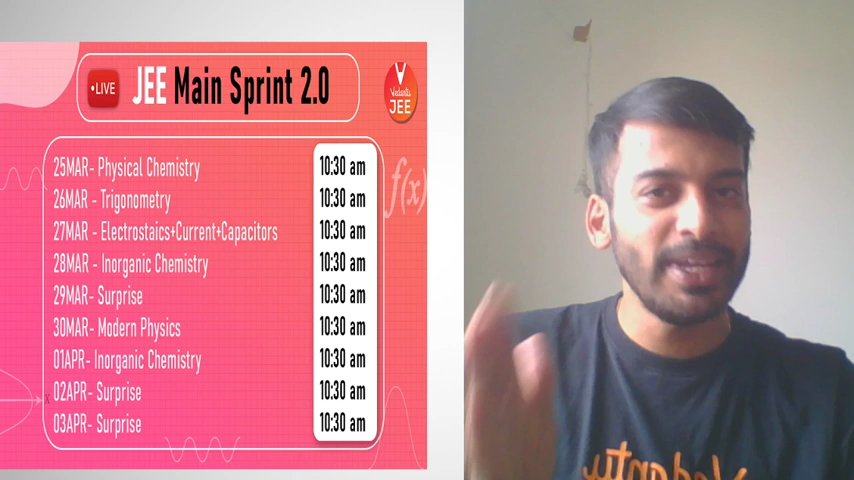 •LIVE
JEE Main Sprint 2.0
Vedantu
JEE
25MAR- Physical Chemistry 10:30 am
26MAR - Trigonometry 10:30 am
27MAR - Electrostaics+Current+Capacitors 10:30 am
28MAR - Inorganic Chemistry 10:30 am
29MAR- Surprise 10:30 am
30MAR- Modern Physics 10:30 am
01APR- Inorganic Chemistry 10:30 am
02APR- Surprise 10:30 am
03APR- Surprise 10:30 am
f(x)
x
Vedantu